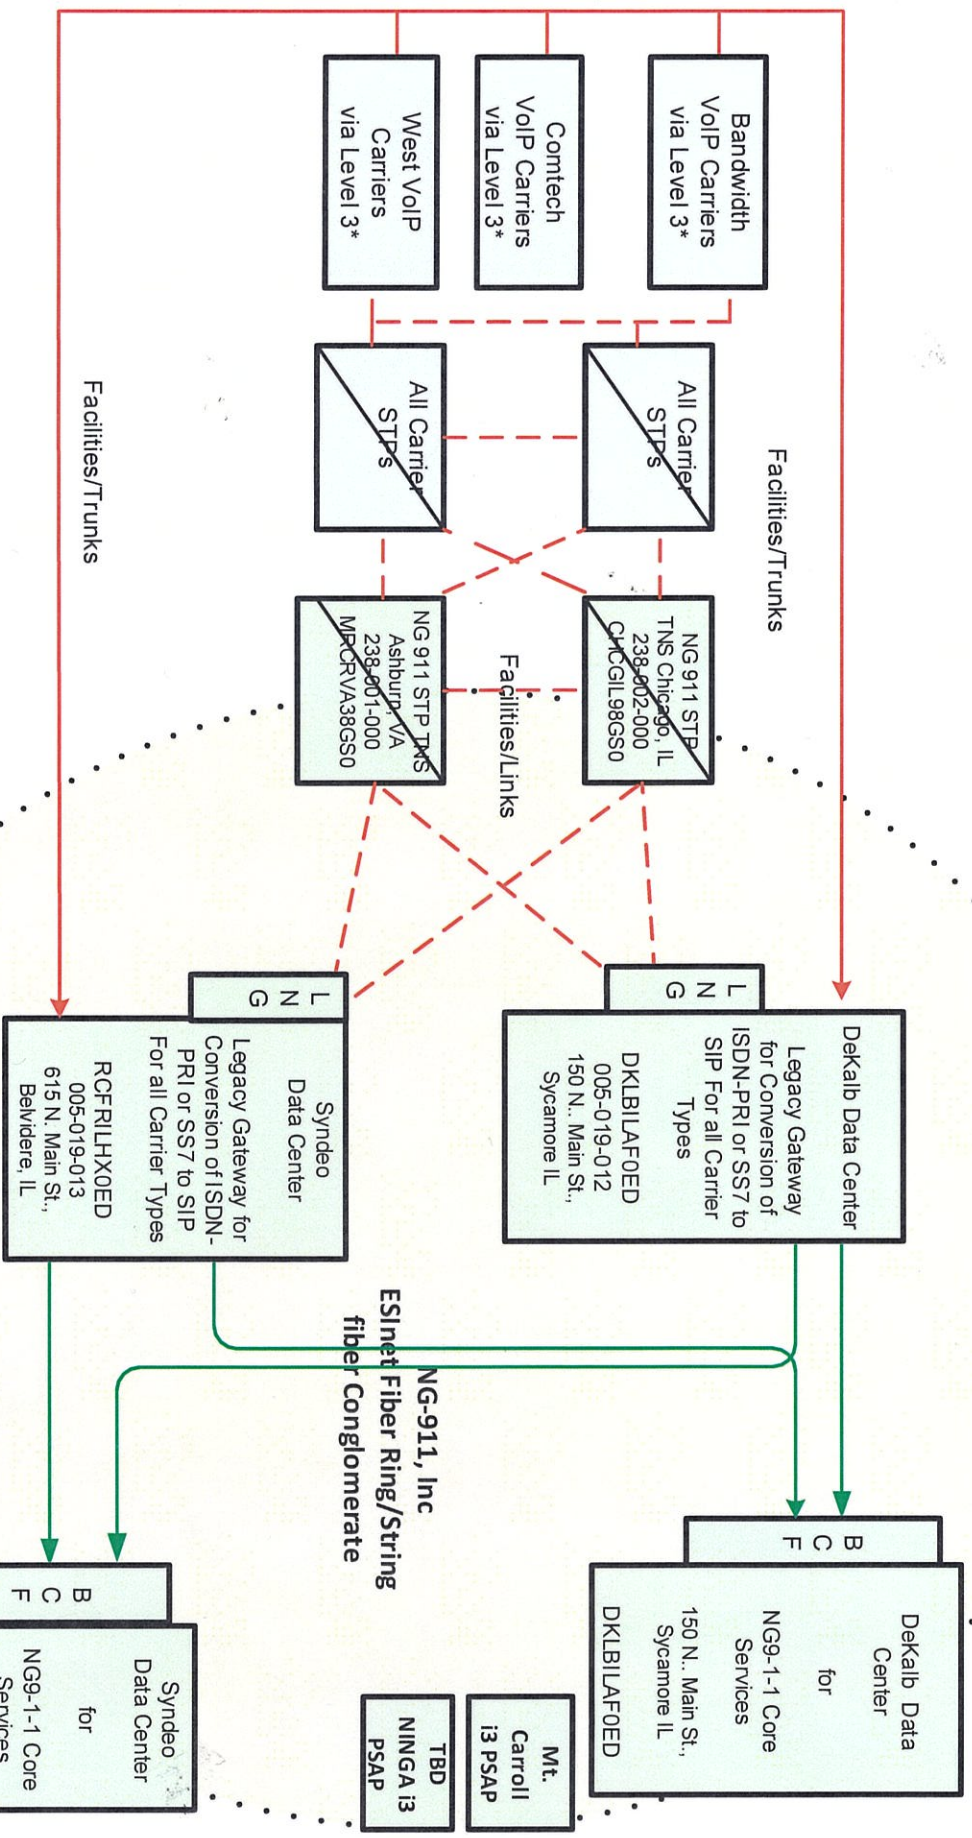 Bandwidth
VoIP Carriers
via Level 3*
Comtech
VoIP Carriers
via Level 3*
West VoIP
Carriers
via Level 3*
Facilities/Trunks
All Carrier
STPs
All Carrier
STPs
Facilities/Trunks
NG 911 STP
TNS Chicago, IL
238-002-000
CHCGIL98GS0
Facilities/Links
NG 911 STP TNS
Ashburn, VA
238-001-000
MRCRVA38GS0
L
N
G
DeKalb Data Center
Legacy Gateway
for Conversion of
ISDN-PRI or SS7 to
SIP For all Carrier
Types
DKLBILAF0ED
005-019-012
150 N.. Main St.,
Sycamore IL
L
N
G
Syndeo
Data Center
Legacy Gateway for
Conversion of ISDN-
PRI or SS7 to SIP
For all Carrier Types
RCFRILHX0ED
005-019-013
615 N. Main St.,
Belvidere, IL
NG-911, Inc
ESInet Fiber Ring/String
fiber Conglomerate
B
C
F
DeKalb Data
Center
for
NG9-1-1 Core
Services
150 N.. Main St.,
Sycamore IL
DKLBILAF0ED
Mt.
Carroll
i3 PSAP
TBD
NINGA i3
PSAP
B
C
F
Syndeo
Data Center
for
NG9-1-1 Core
Services